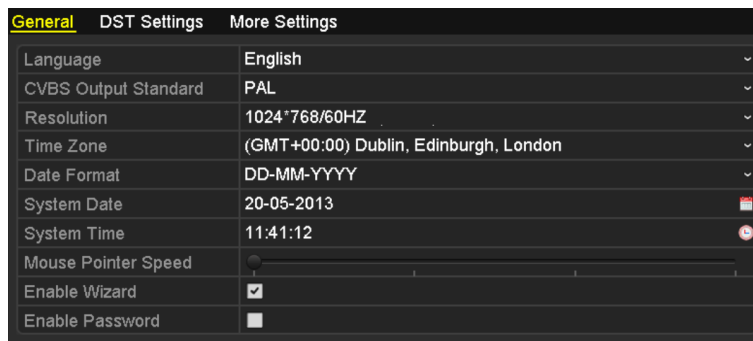 General DST Settings More Settings
Language English
CVBS Output Standard PAL
Resolution 1024*768/60HZ
Time Zone (GMT+00:00) Dublin, Edinburgh, London
Date Format DD-MM-YYYY
System Date 20-05-2013
System Time 11:41:12
Mouse Pointer Speed
Enable Wizard
Enable Password